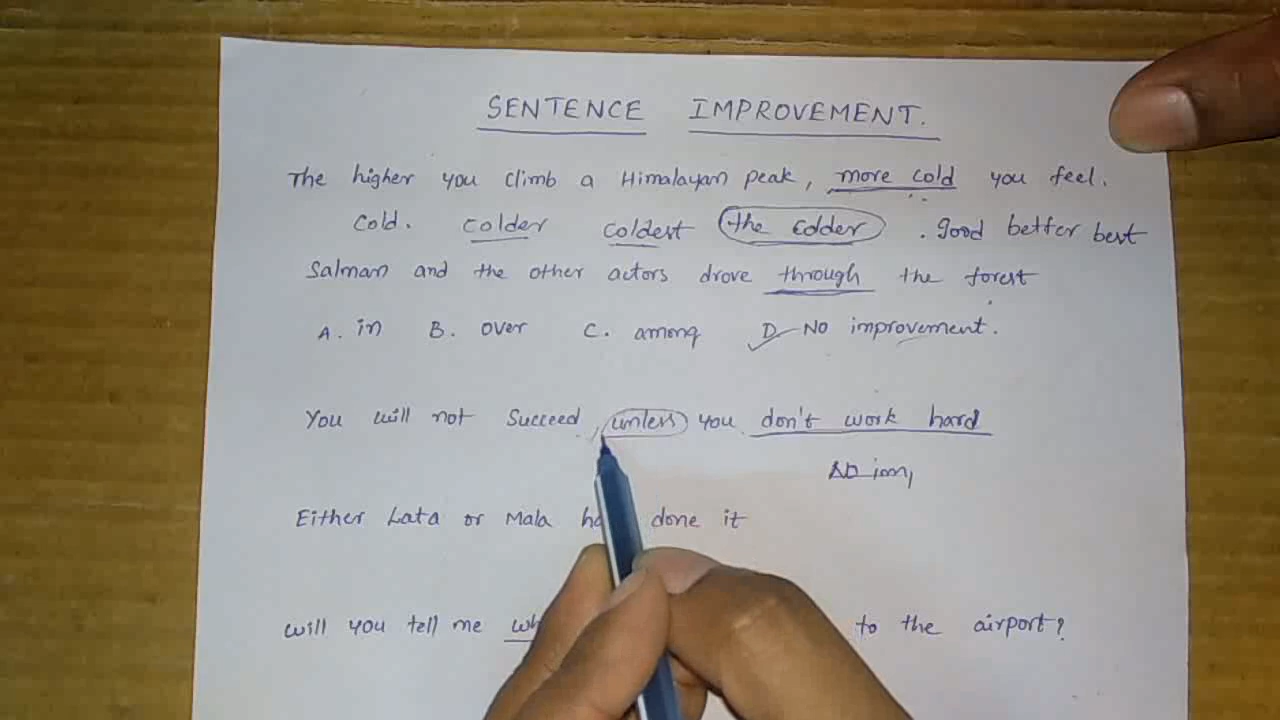 SENTENCE IMPROVEMENT.
The higher you climb a Himalayan peak, more cold you feel.
cold. colder coldest the colder . Good better best
Salman and the other actors drove through the forest
A. in B. over C. among D No improvement.
You will not Succeed, unless you don't work hard
Either Lata or Mala done it
will you tell me to the airport?